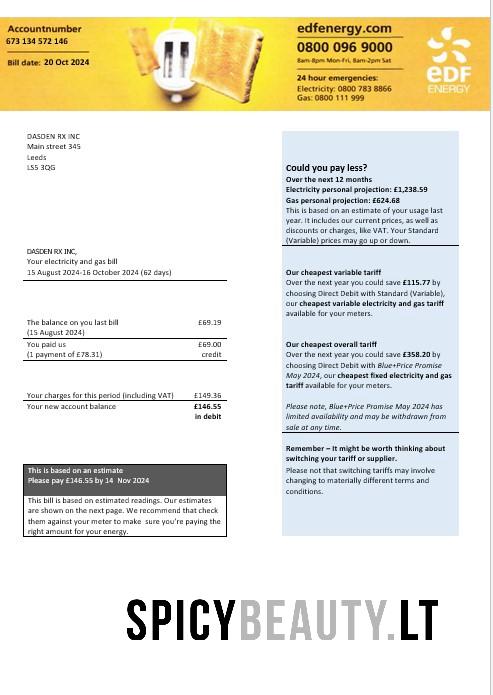 Accountnumber
673 134 572 146
Bill date: 20 Oct 2024
edfenergy.com
0800 096 9000
8am-8pm Mon-Fri, 8am-2pm Sat
24 hour emergencies:
Electricity: 0800 783 8866
Gas: 0800 111 999
eDF
ENERGY
DASDEN RX INC
Main street 345
Leeds
LS5 3QG
DASDEN RX INC,
Your electricity and gas bill
15 August 2024-16 October 2024 (62 days)
The balance on you last bill £69.19
(15 August 2024)
You paid us £69.00
(1 payment of £78.31) credit
Your charges for this period (including VAT) £149.36
Your new account balance £146.55
in debit
This is based on an estimate
Please pay £146.55 by 14 Nov 2024
This bill is based on estimated readings. Our estimates
are shown on the next page. We recommend that check
them against your meter to make sure you're paying the
right amount for your energy.
Could you pay less?
Over the next 12 months
Electricity personal projection: £1,238.59
Gas personal projection: £624.68
This is based on an estimate of your usage last
year. It includes our current prices, as well as
discounts or charges, like VAT. Your Standard
(Variable) prices may go up or down.
Our cheapest variable tariff
Over the next year you could save £115.77 by
choosing Direct Debit with Standard (Variable),
our cheapest variable electricity and gas tariff
available for your meters.
Our cheapest overall tariff
Over the next year you could save £358.20 by
choosing Direct Debit with Blue+Price Promise
May 2024, our cheapest fixed electricity and gas
tariff available for your meters.
Please note, Blue+Price Promise May 2024 has
limited availability and may be withdrawn from
sale at any time.
Remember – It might be worth thinking about
switching your tariff or supplier.
Please not that switching tariffs may involve
changing to materially different terms and
conditions.
SPICYBEAUTY.LT